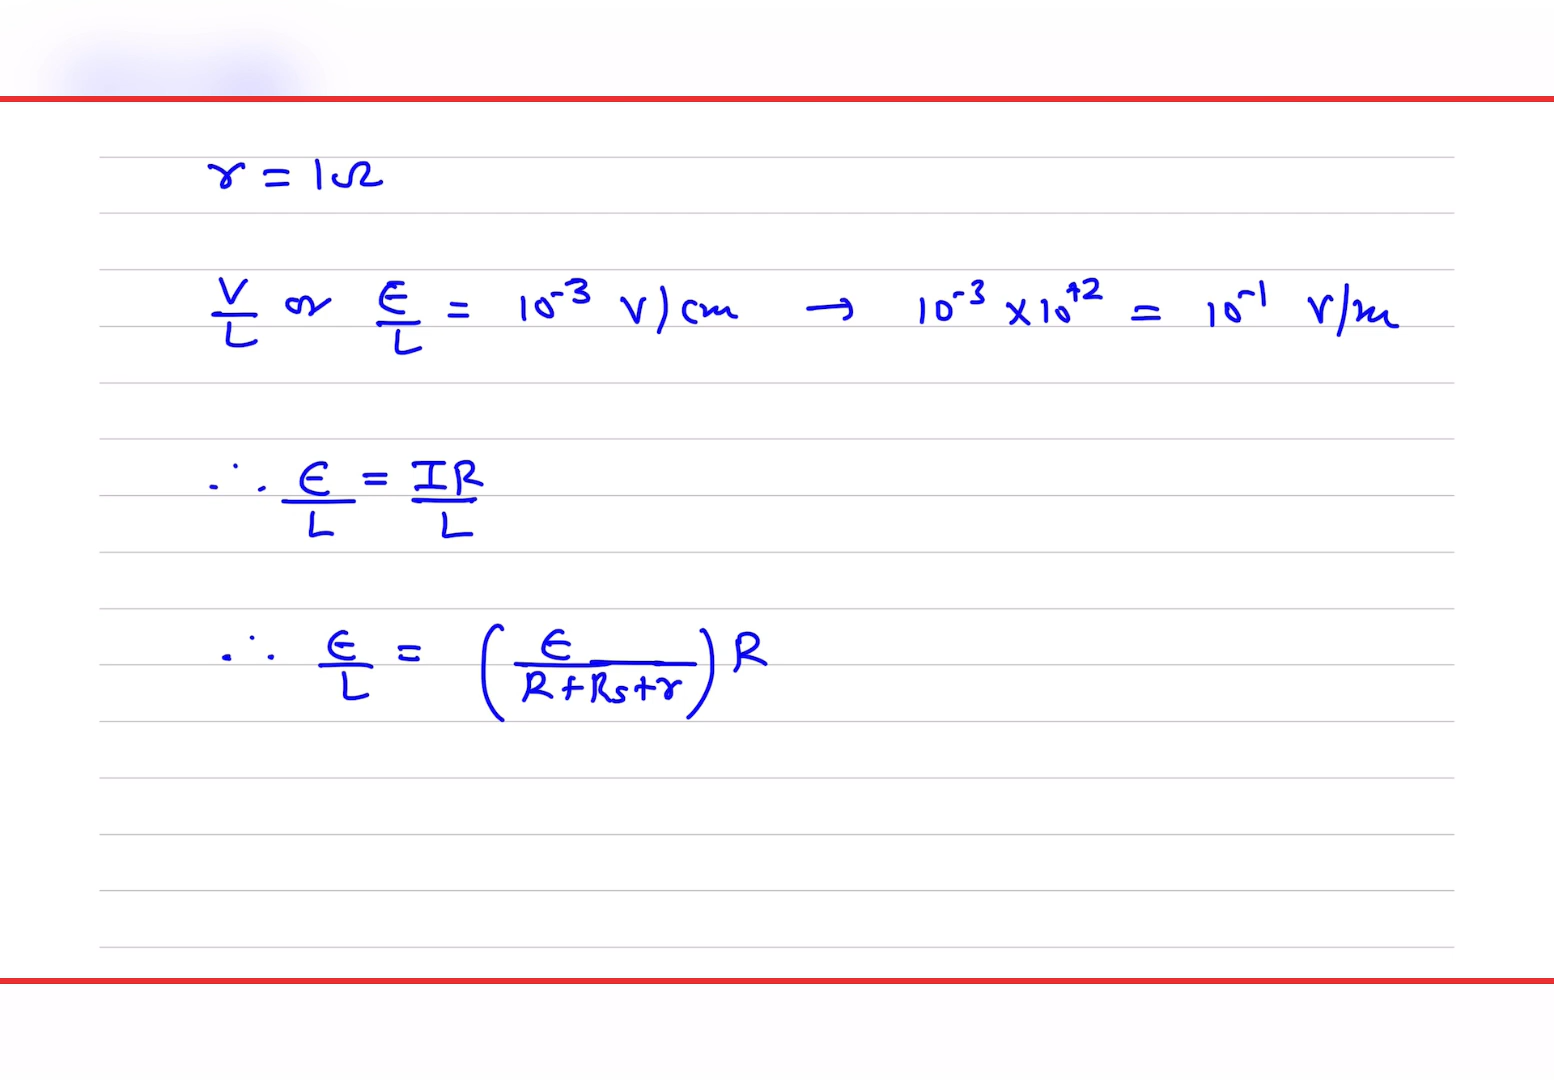 r = 1Ω
V/L or E/L = 10⁻³ V/cm → 10⁻³ × 10⁺² = 10⁻¹ V/m
∴ E/L = IR/L
∴ E/L = (E/(R+Rs+r)) R